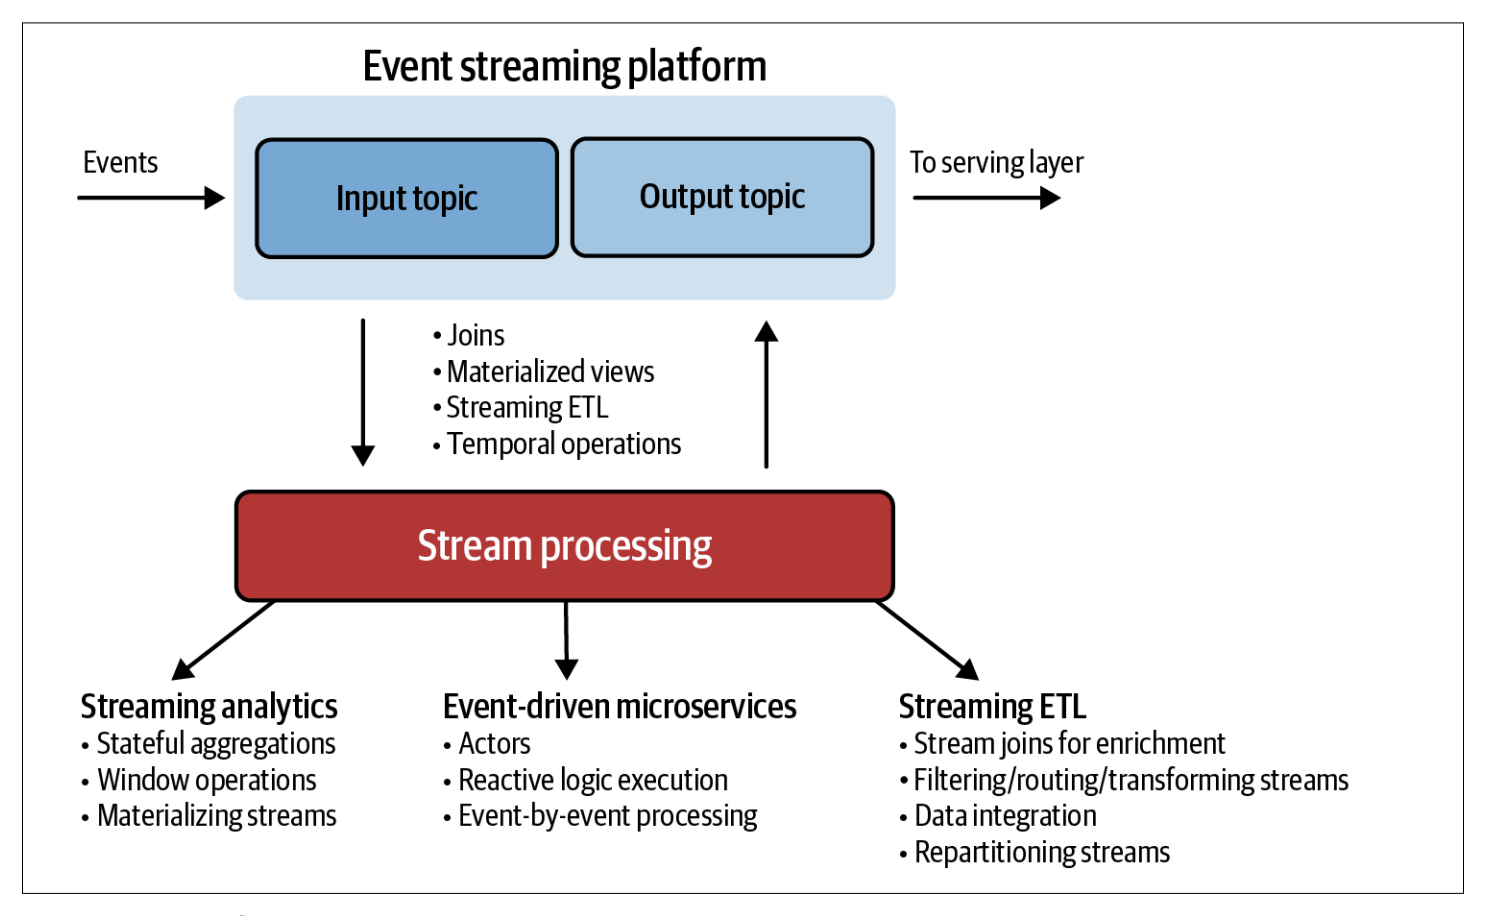 Event streaming platform
Events
Input topic
Output topic
To serving layer
• Joins
• Materialized views
• Streaming ETL
• Temporal operations
Stream processing
Streaming analytics
• Stateful aggregations
• Window operations
• Materializing streams
Event-driven microservices
• Actors
• Reactive logic execution
• Event-by-event processing
Streaming ETL
• Stream joins for enrichment
• Filtering/routing/transforming streams
• Data integration
• Repartitioning streams